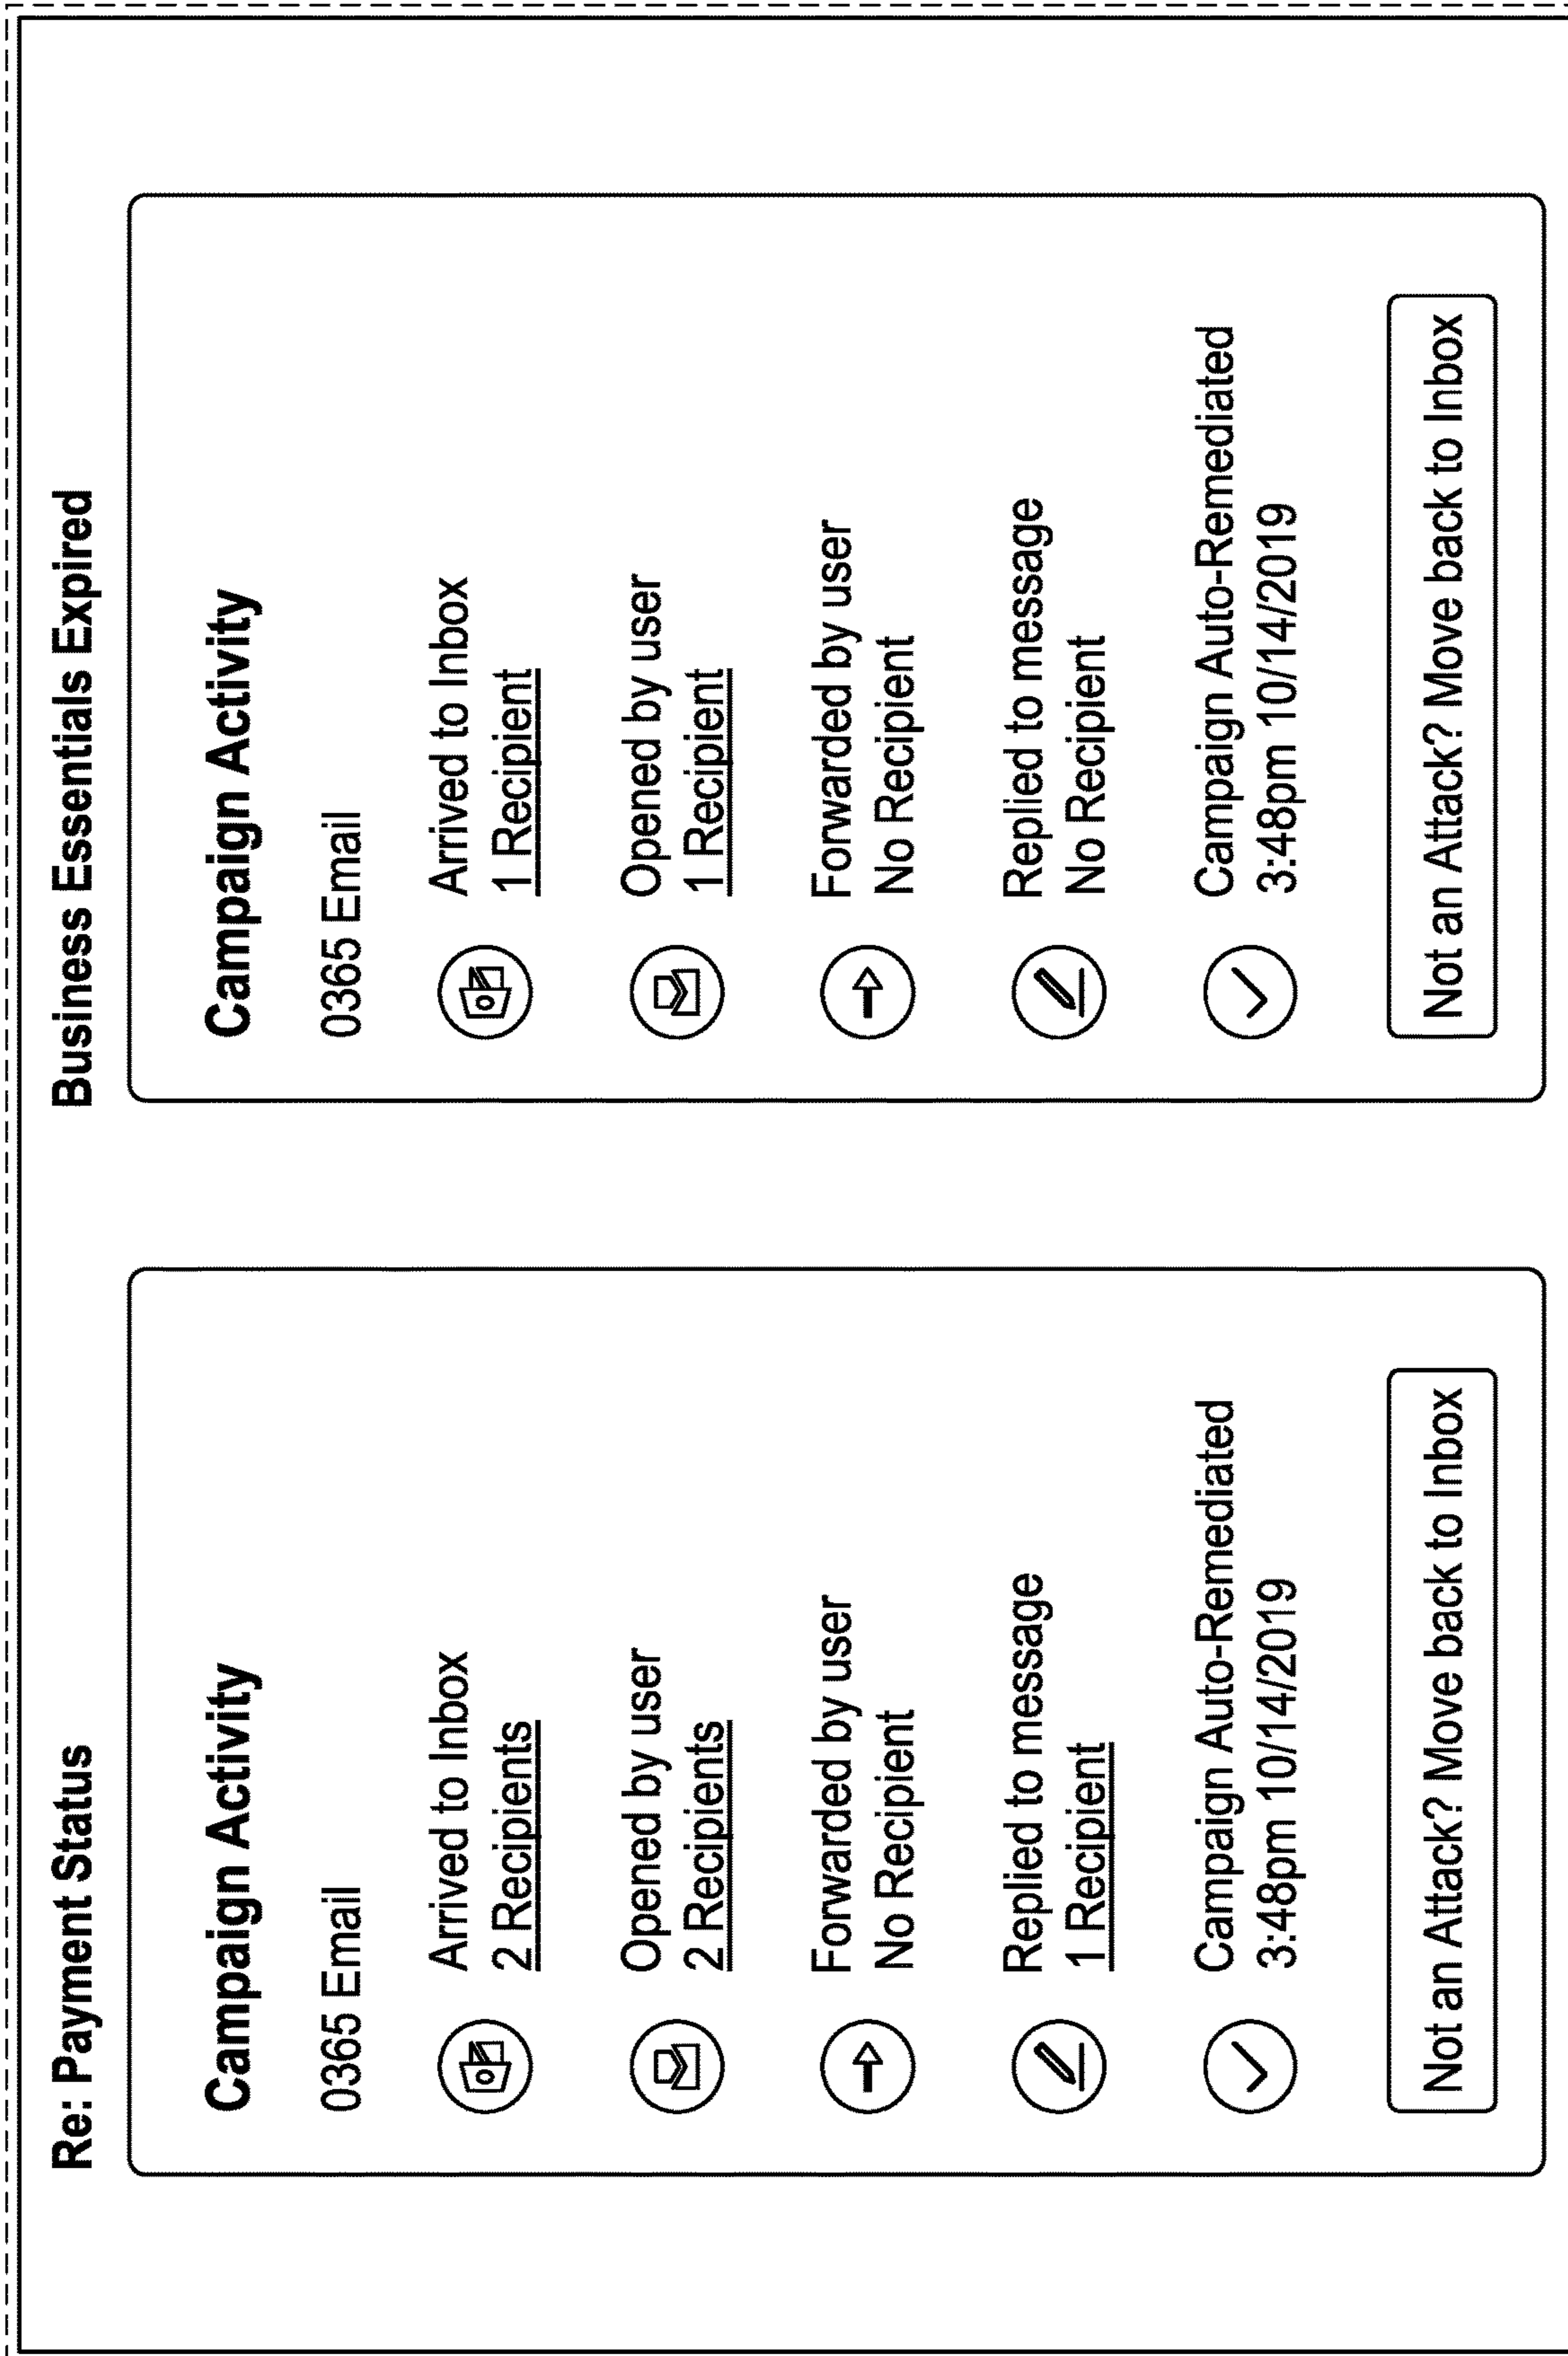 Re: Payment Status
Campaign Activity
0365 Email
Arrived to Inbox
2 Recipients
Opened by user
2 Recipients
Forwarded by user
No Recipient
Replied to message
1 Recipient
Campaign Auto-Remediated
3:48pm 10/14/2019
Not an Attack? Move back to Inbox
Business Essentials Expired
Campaign Activity
0365 Email
Arrived to Inbox
1 Recipient
Opened by user
1 Recipient
Forwarded by user
No Recipient
Replied to message
No Recipient
Campaign Auto-Remediated
3:48pm 10/14/2019
Not an Attack? Move back to Inbox